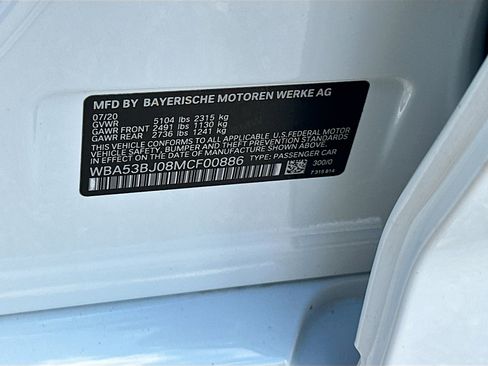 MFD BY BAYERISCHE MOTOREN WERKE AG
07/20
GVWR 5104 lbs 2315 kg
GAWR FRONT 2491 lbs 1130 kg
GAWR REAR 2736 lbs 1241 kg
THIS VEHICLE CONFORMS TO ALL APPLICABLE U.S.FEDERAL MOTOR
VEHICLE SAFETY, BUMPER, AND THEFT PREVENTION STANDARDS
IN EFFECT ON THE DATE OF MANUFACTURE SHOWN ABOVE.
WBA53BJ08MCF00886 TYPE: PASSENGER CAR
300/0